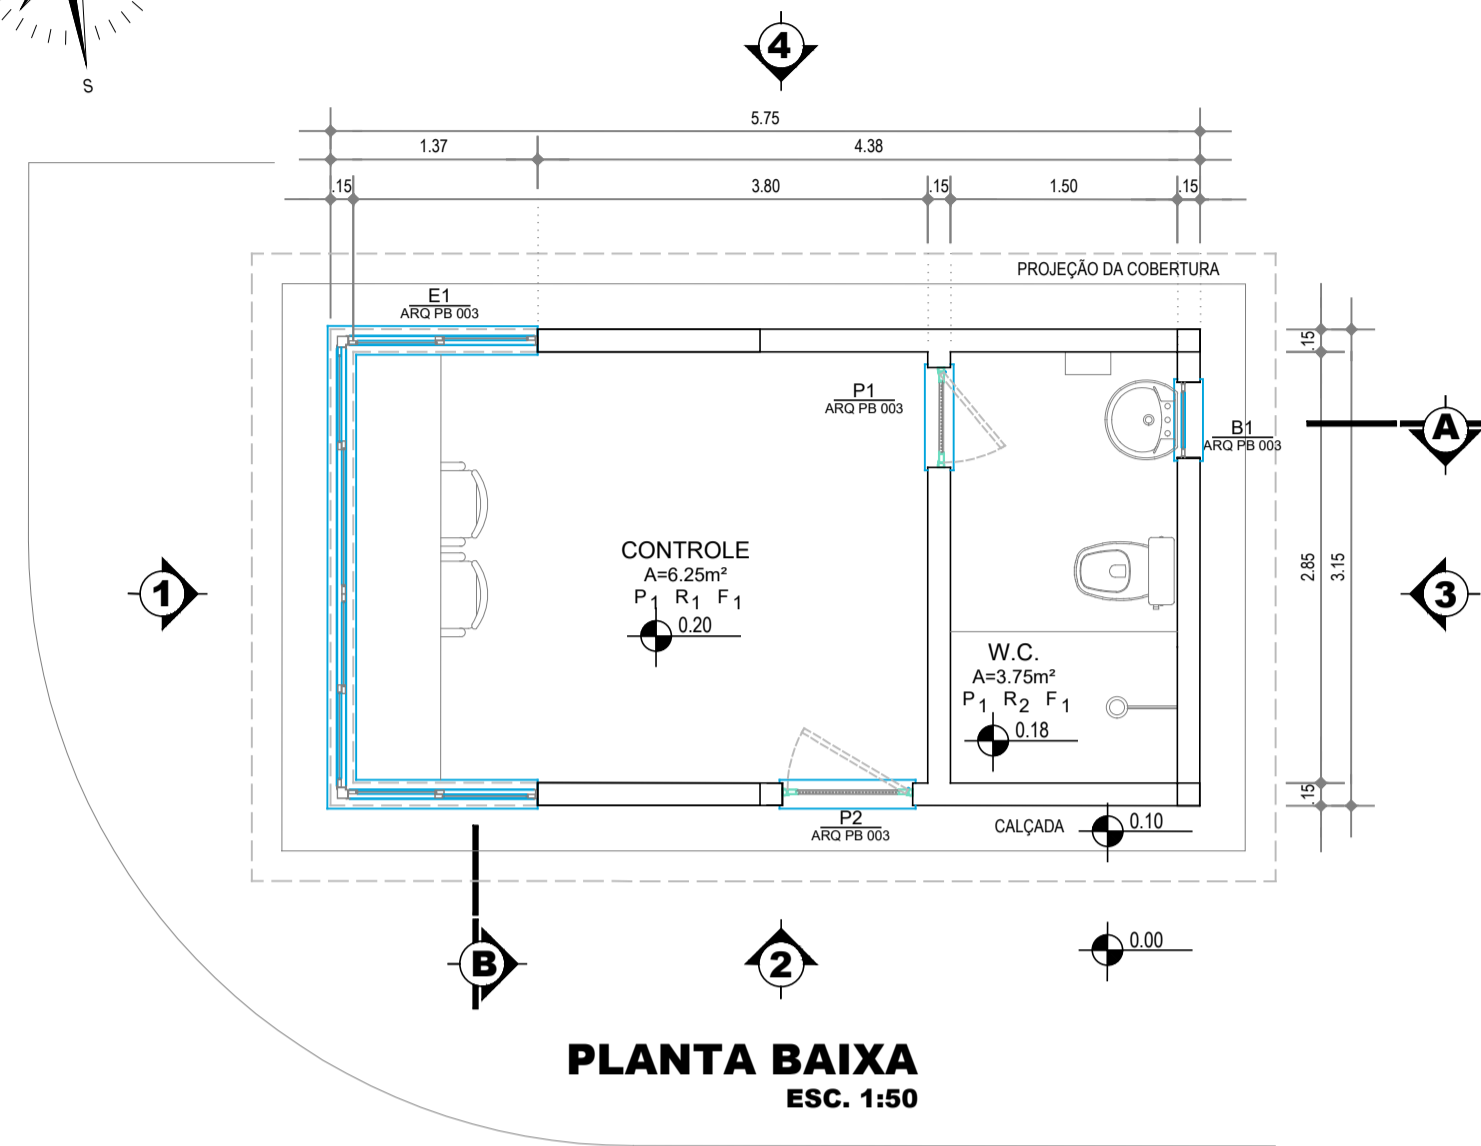 S
4
5.75
1.37
4.38
.15
3.80
.15
1.50
.15
PROJEÇÃO DA COBERTURA
E1
ARQ PB 003
.15
P1
ARQ PB 003
B1
ARQ PB 003
A
CONTROLE
A=6.25m²
P1 R1 F1
0.20
2.85
3.15
1
3
W.C.
A=3.75m²
P1 R2 F1
0.18
.15
P2
ARQ PB 003
CALÇADA
0.10
0.00
B
2
PLANTA BAIXA
ESC. 1:50